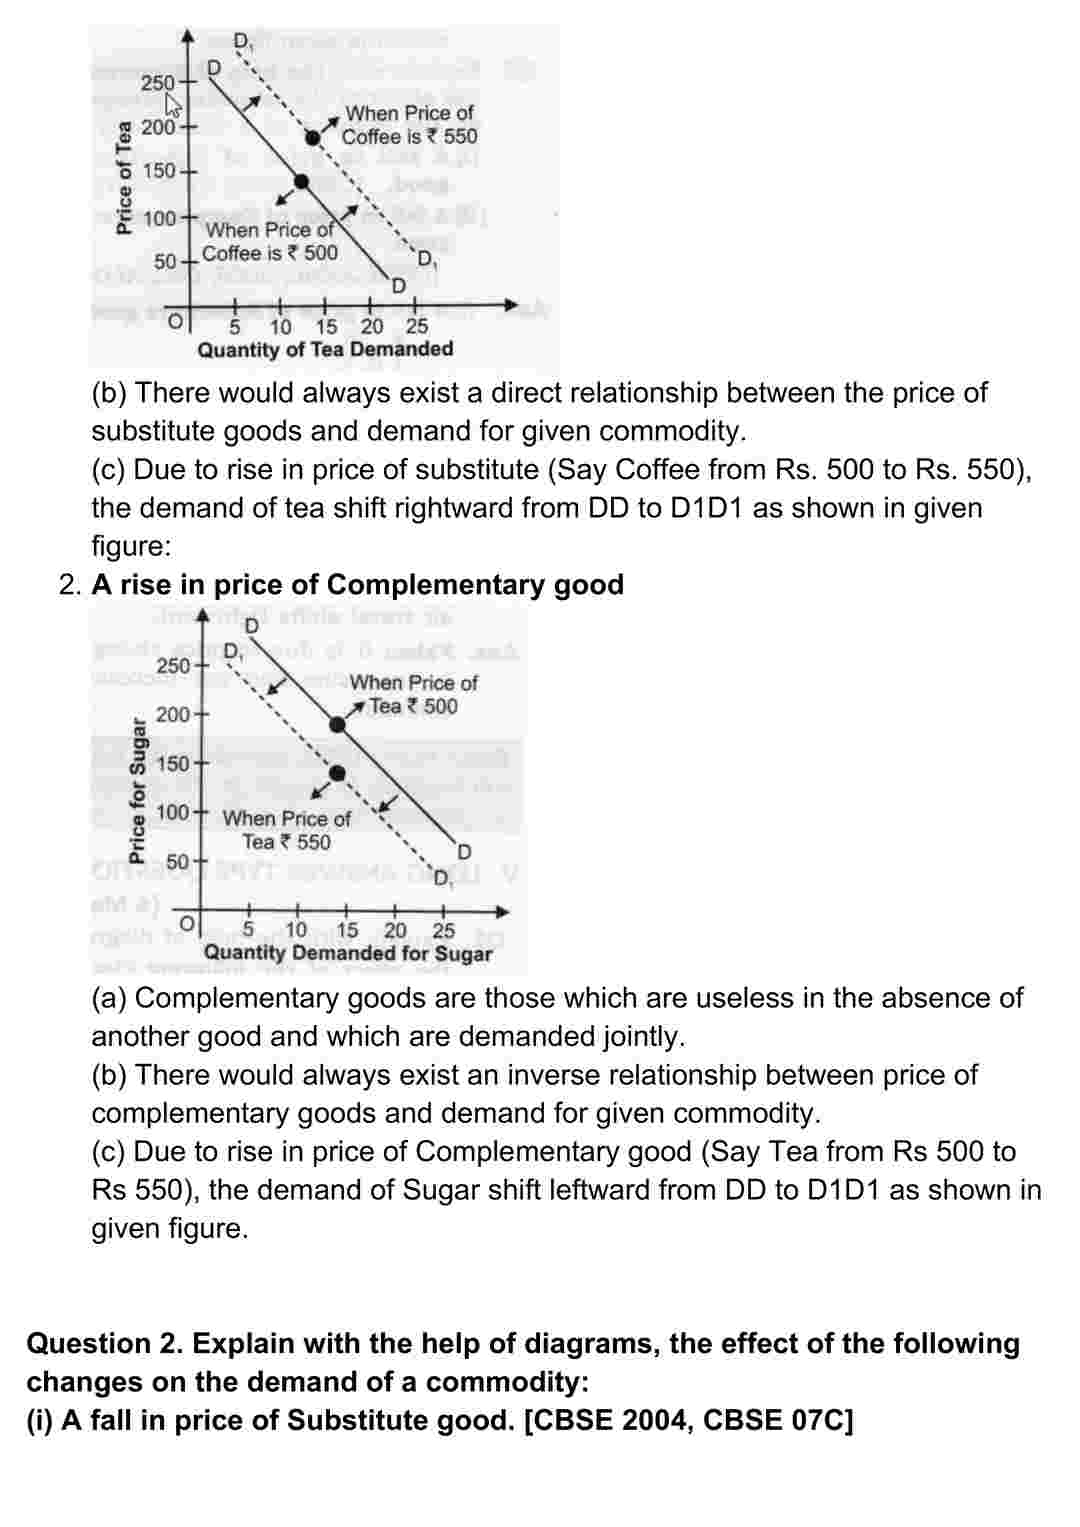 D1
D
250
200
150
100
50
Price of Tea
When Price of
Coffee is ₹ 550
When Price of
Coffee is ₹ 500
D1
D
O
5 10 15 20 25
Quantity of Tea Demanded
(b) There would always exist a direct relationship between the price of
substitute goods and demand for given commodity.
(c) Due to rise in price of substitute (Say Coffee from Rs. 500 to Rs. 550),
the demand of tea shift rightward from DD to D1D1 as shown in given
figure:
2. A rise in price of Complementary good
D
D1
250
200
150
100
50
Price for Sugar
When Price of
Tea ₹ 500
When Price of
Tea ₹ 550
D
D1
O
5 10 15 20 25
Quantity Demanded for Sugar
(a) Complementary goods are those which are useless in the absence of
another good and which are demanded jointly.
(b) There would always exist an inverse relationship between price of
complementary goods and demand for given commodity.
(c) Due to rise in price of Complementary good (Say Tea from Rs 500 to
Rs 550), the demand of Sugar shift leftward from DD to D1D1 as shown in
given figure.
Question 2. Explain with the help of diagrams, the effect of the following
changes on the demand of a commodity:
(i) A fall in price of Substitute good. [CBSE 2004, CBSE 07C]